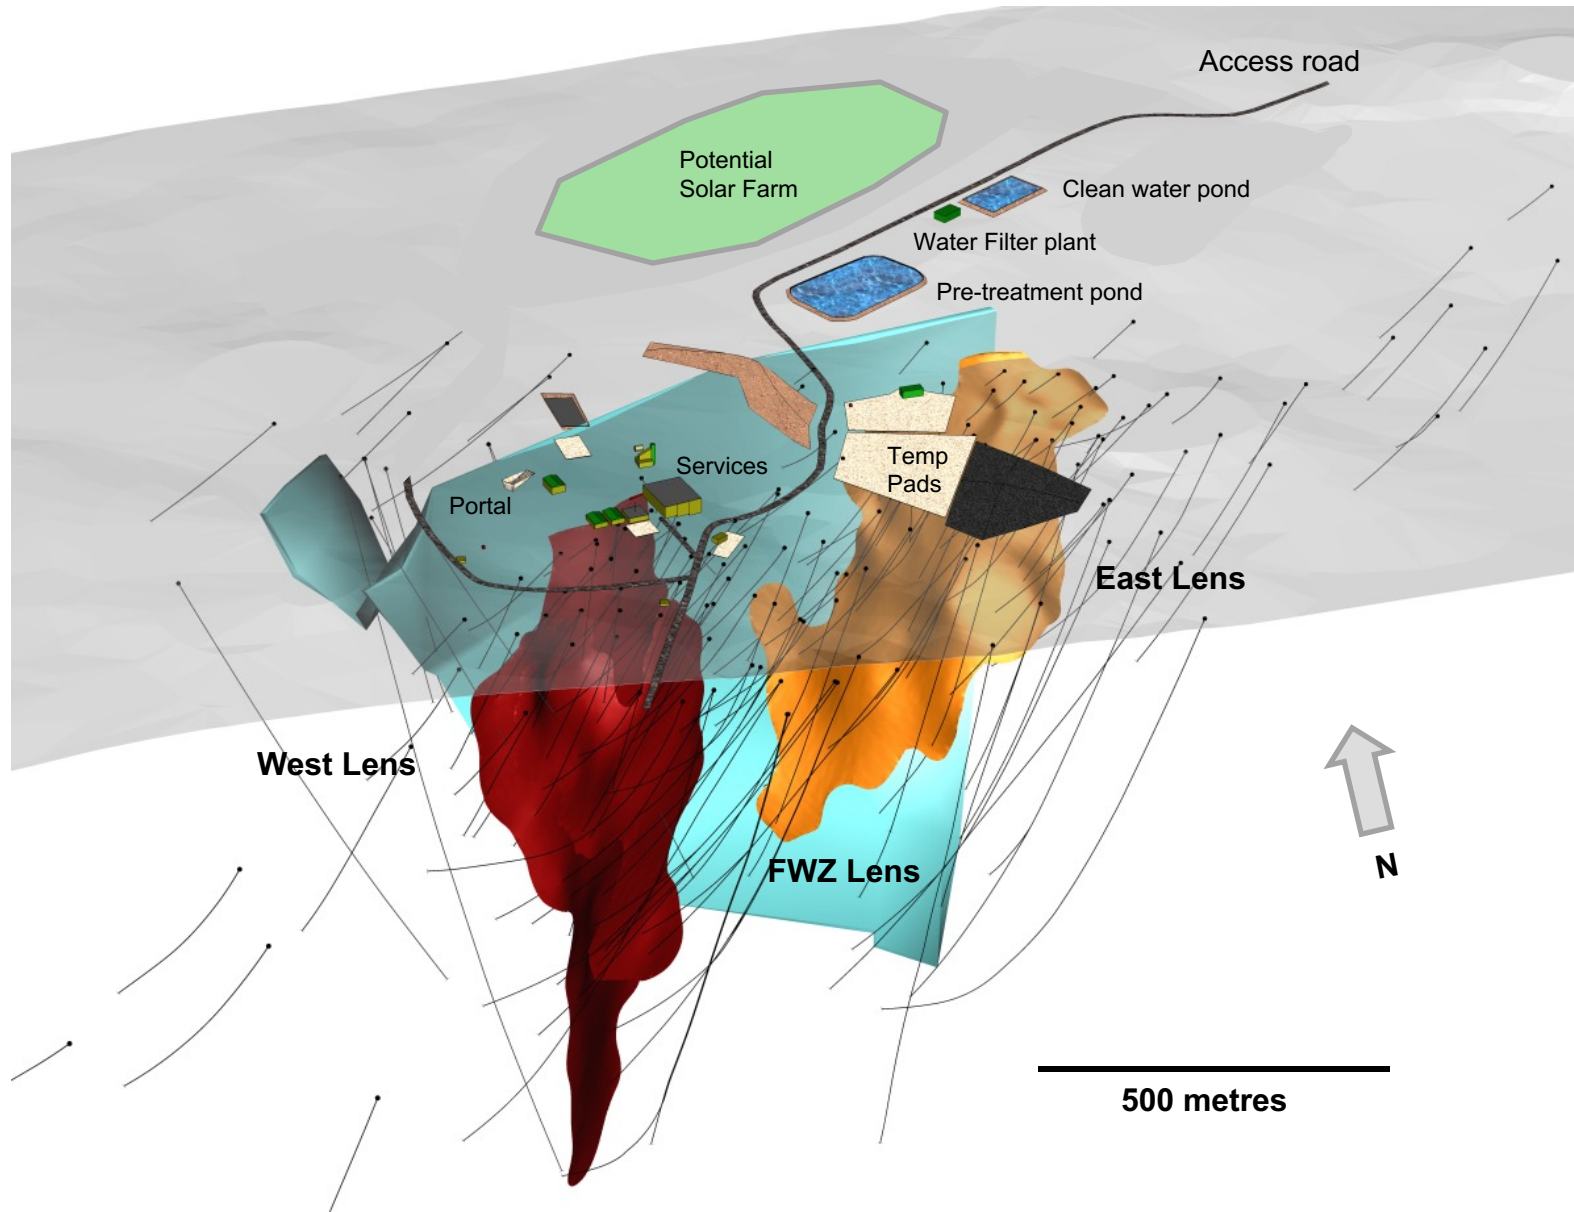 Access road
Potential
Solar Farm
Clean water pond
Water Filter plant
Pre-treatment pond
Services
Temp
Pads
Portal
East Lens
West Lens
FWZ Lens
N
500 metres